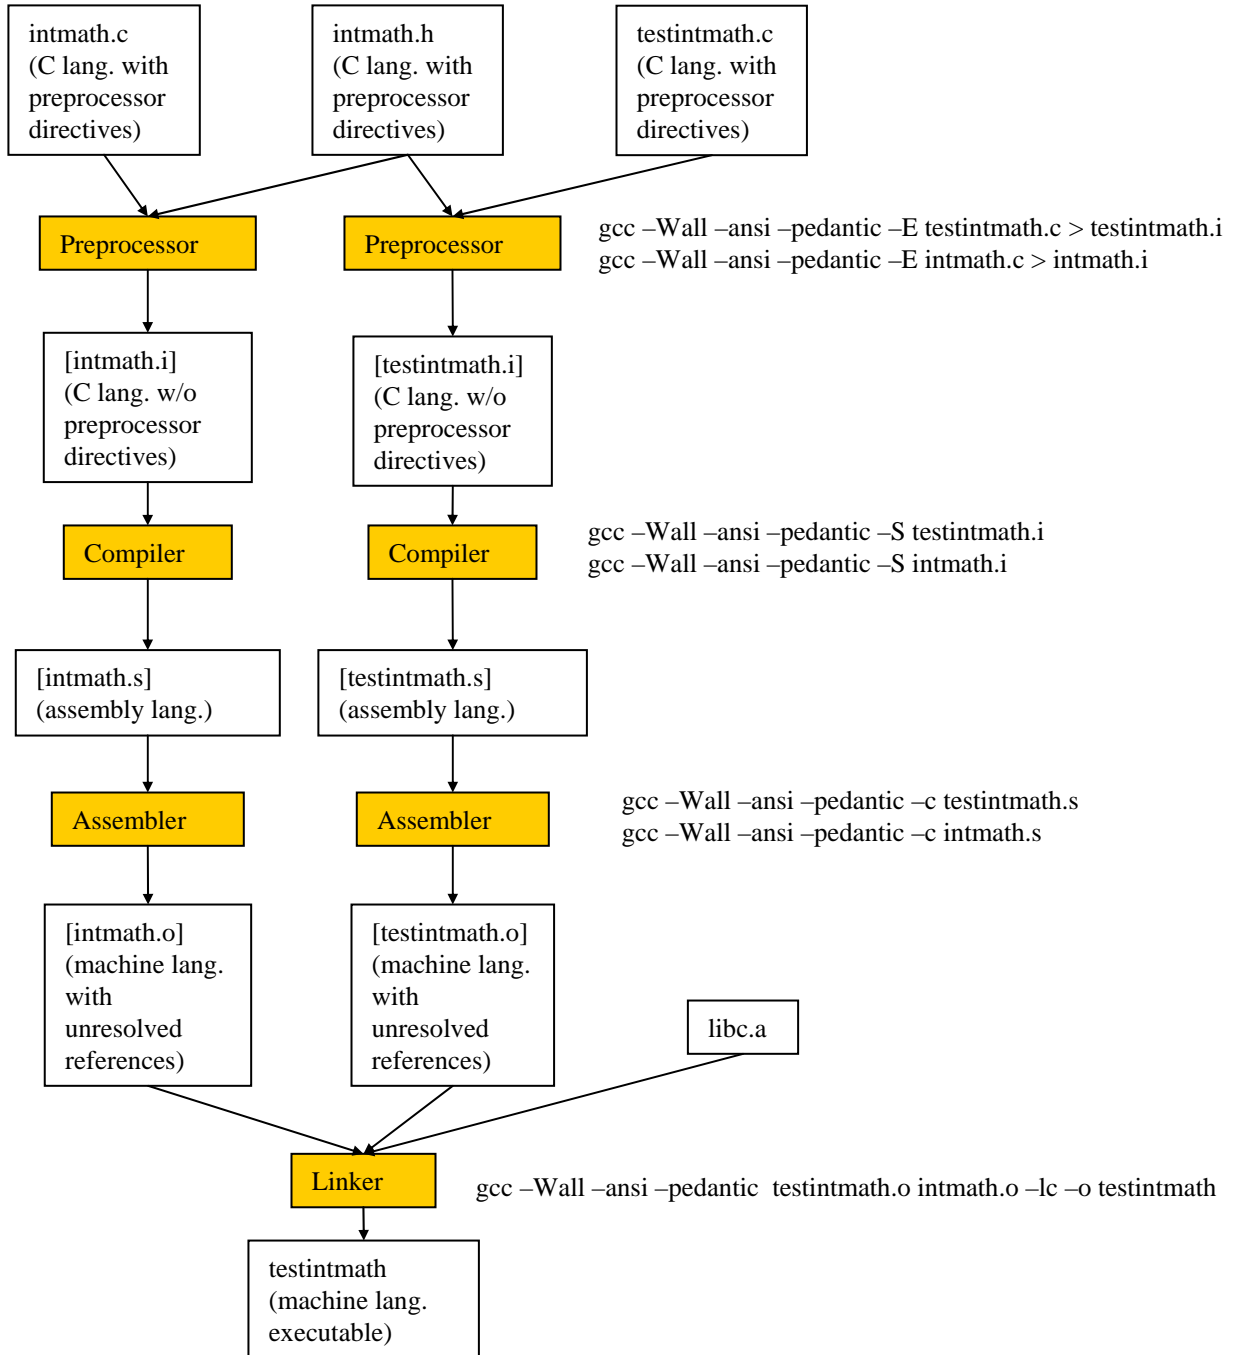 intmath.c
(C lang. with
preprocessor
directives)
intmath.h
(C lang. with
preprocessor
directives)
testintmath.c
(C lang. with
preprocessor
directives)
Preprocessor
Preprocessor
gcc –Wall –ansi –pedantic –E testintmath.c > testintmath.i
gcc –Wall –ansi –pedantic –E intmath.c > intmath.i
[intmath.i]
(C lang. w/o
preprocessor
directives)
[testintmath.i]
(C lang. w/o
preprocessor
directives)
Compiler
Compiler
gcc –Wall –ansi –pedantic –S testintmath.i
gcc –Wall –ansi –pedantic –S intmath.i
[intmath.s]
(assembly lang.)
[testintmath.s]
(assembly lang.)
Assembler
Assembler
gcc –Wall –ansi –pedantic –c testintmath.s
gcc –Wall –ansi –pedantic –c intmath.s
[intmath.o]
(machine lang.
with
unresolved
references)
[testintmath.o]
(machine lang.
with
unresolved
references)
libc.a
Linker
gcc –Wall –ansi –pedantic  testintmath.o intmath.o –lc –o testintmath
testintmath
(machine lang.
executable)